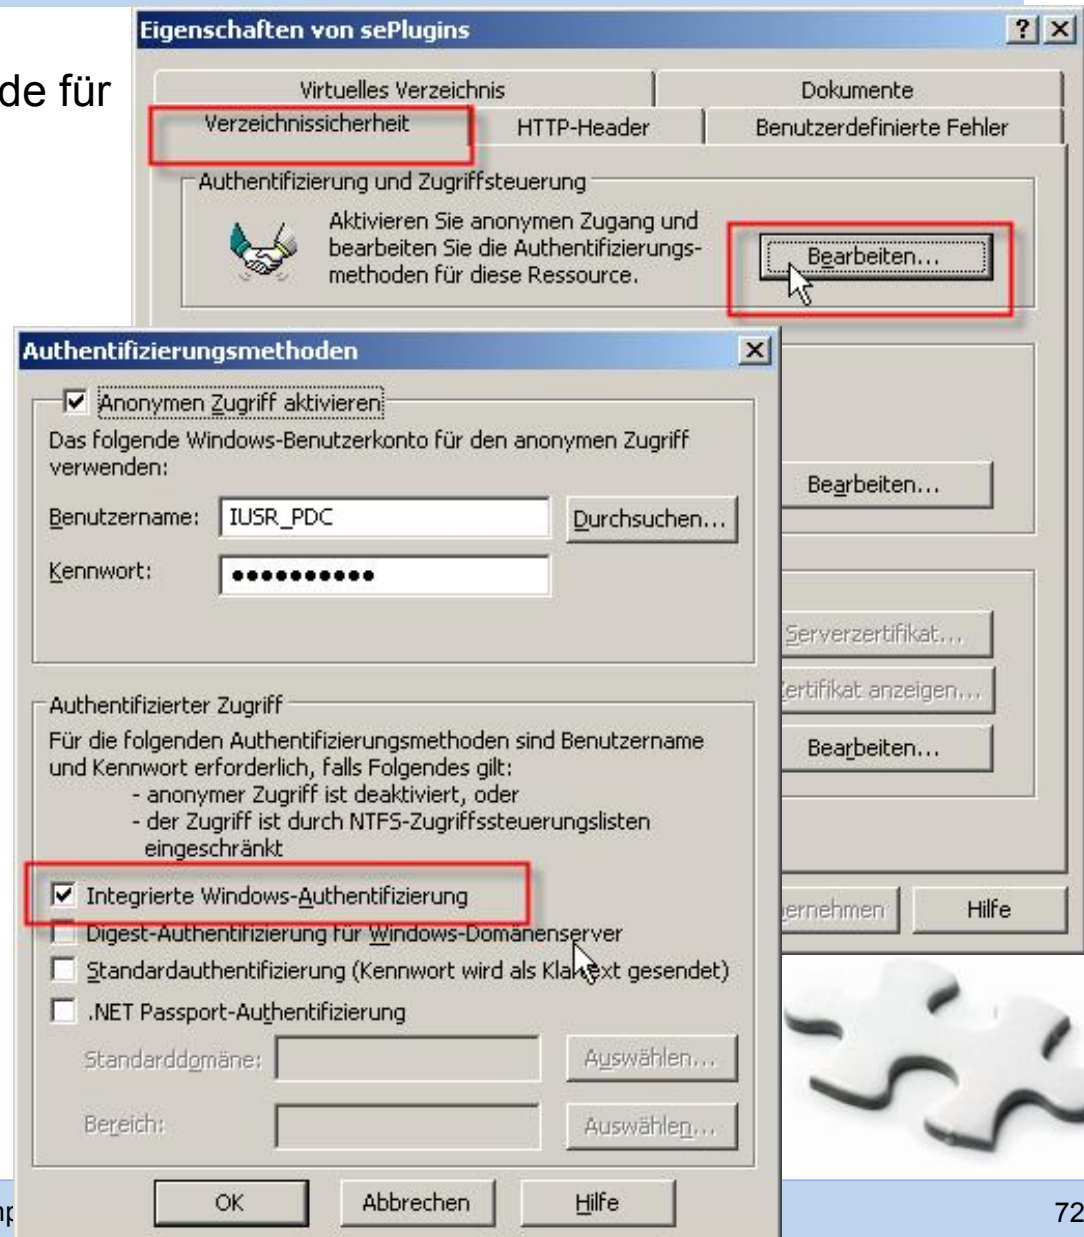 Eigenschaften von sePlugins
de für
Virtuelles Verzeichnis
Dokumente
Verzeichnissicherheit
HTTP-Header
Benutzerdefinierte Fehler
Authentifizierung und Zugriffsteuerung
Aktivieren Sie anonymen Zugang und
bearbeiten Sie die Authentifizierungs-
methoden für diese Ressource.
Bearbeiten...
Authentifizierungsmethoden
Anonymen Zugriff aktivieren
Das folgende Windows-Benutzerkonto für den anonymen Zugriff
verwenden:
Benutzername:
IUSR_PDC
Durchsuchen...
Kennwort:
Authentifizierter Zugriff
Für die folgenden Authentifizierungsmethoden sind Benutzername
und Kennwort erforderlich, falls Folgendes gilt:
- anonymer Zugriff ist deaktiviert, oder
- der Zugriff ist durch NTFS-Zugriffssteuerungslisten
eingeschränkt
Integrierte Windows-Authentifizierung
Digest-Authentifizierung für Windows-Domänenserver
Standardauthentifizierung (Kennwort wird als Klartext gesendet)
.NET Passport-Authentifizierung
Standarddomäne:
Auswählen...
Bereich:
Auswählen...
OK
Abbrechen
Hilfe
Bearbeiten...
Serverzertifikat...
ertifikat anzeigen...
Bearbeiten...
ernehmen
Hilfe
72